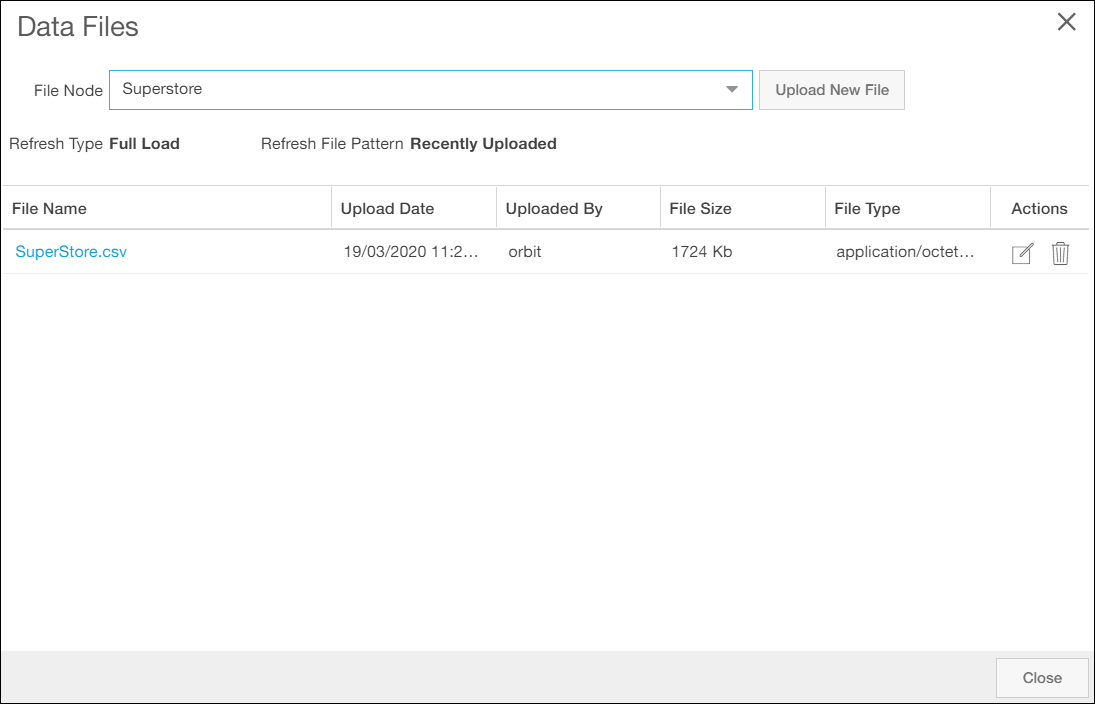 Data Files
File Node Superstore Upload New File
Refresh Type Full Load Refresh File Pattern Recently Uploaded
File Name Upload Date Uploaded By File Size File Type Actions
SuperStore.csv 19/03/2020 11:2... orbit 1724 Kb application/octet...
Close